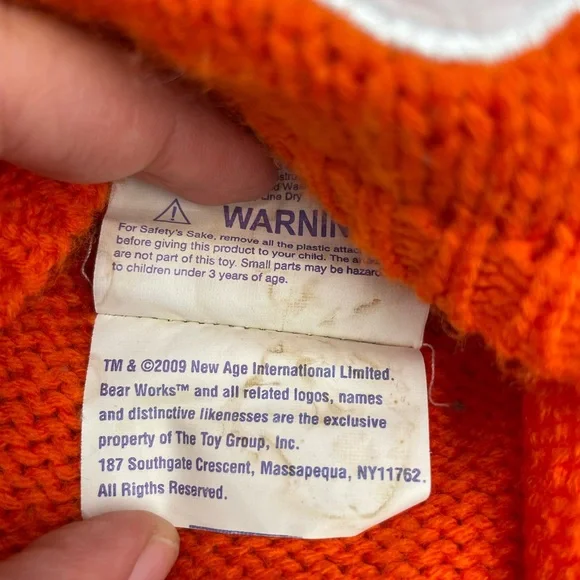 Line Dry
WARNIN
For Safety's Sake, remove all the plastic attac
before giving this product to your child. The
are not part of this toy. Small parts may be hazard
to children under 3 years of age.
TM & ©2009 New Age International Limited.
Bear Works™ and all related logos, names
and distinctive likenesses are the exclusive
property of The Toy Group, Inc.
187 Southgate Crescent, Massapequa, NY11762.
All Rigths Reserved.